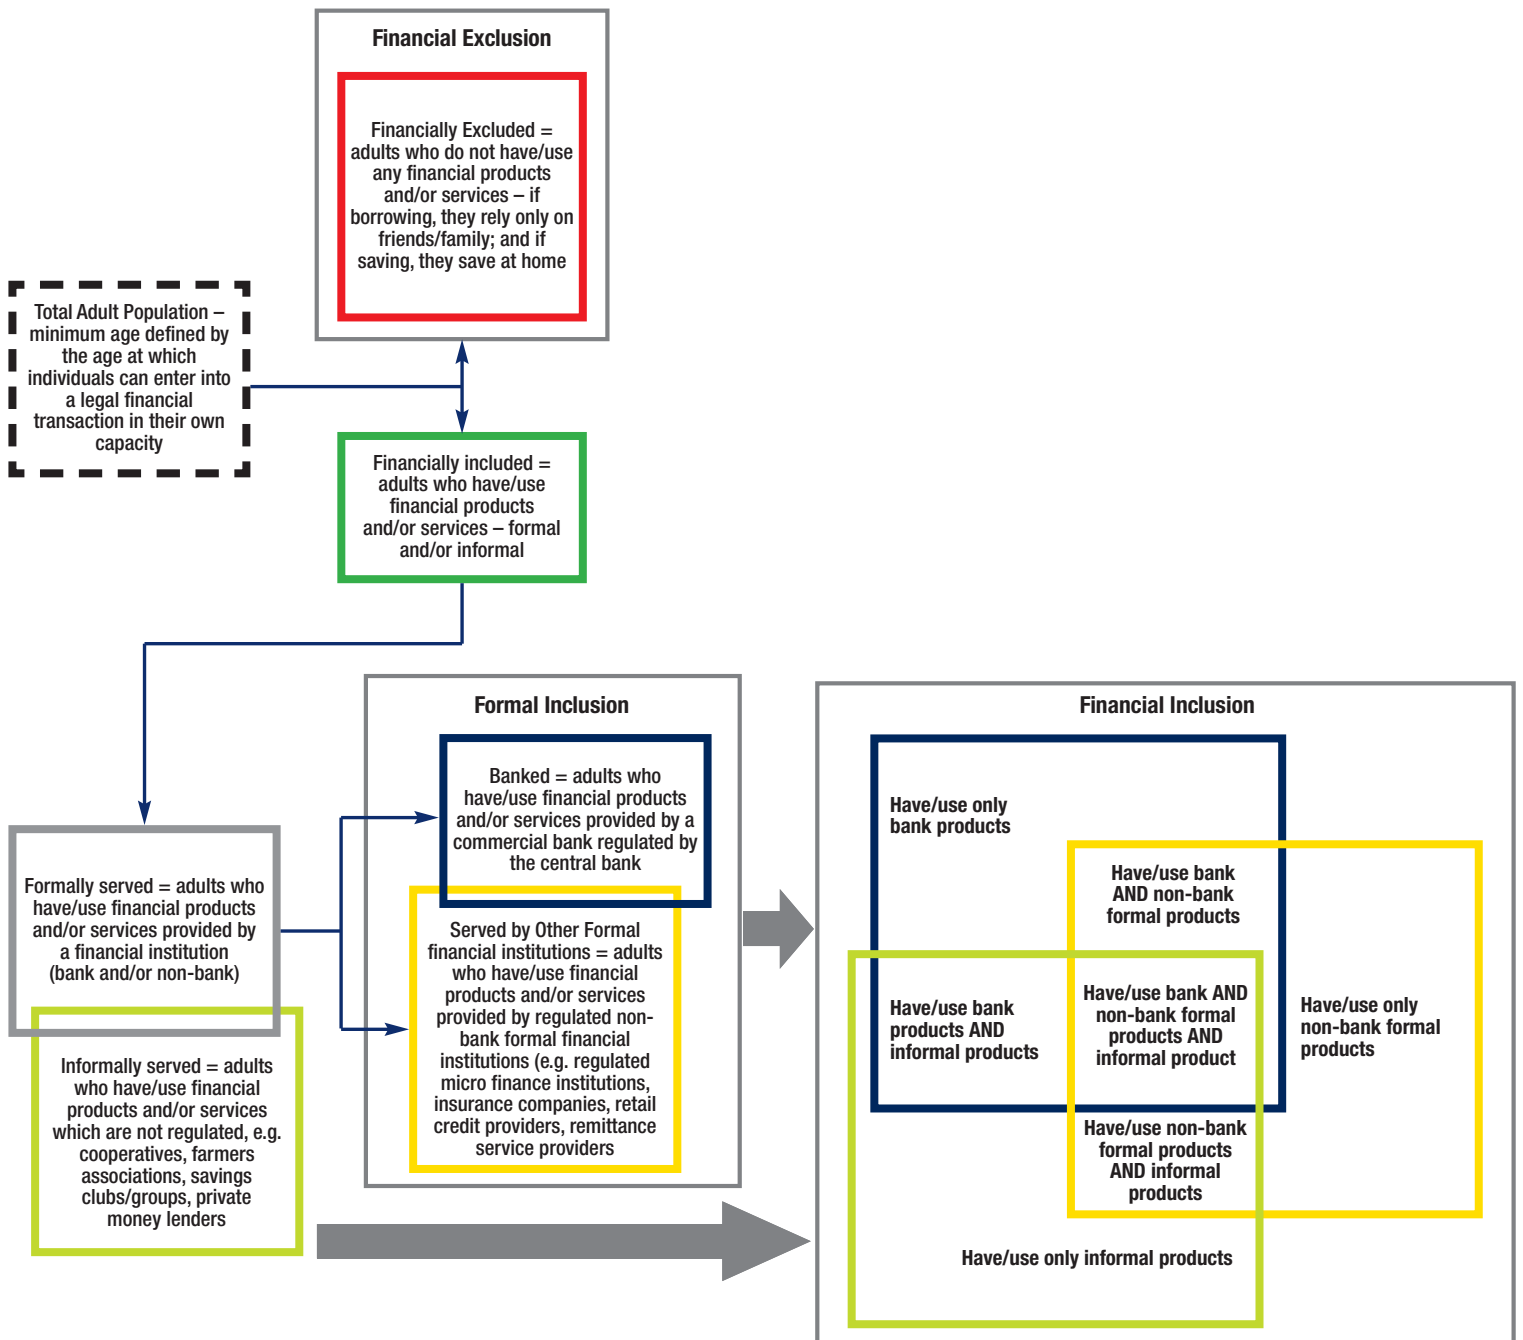 Financial Exclusion
Financially Excluded =
adults who do not have/use
any financial products
and/or services – if
borrowing, they rely only on
friends/family; and if
saving, they save at home
Total Adult Population –
minimum age defined by
the age at which
individuals can enter into
a legal financial
transaction in their own
capacity
Financially included =
adults who have/use
financial products
and/or services – formal
and/or informal
Formally served = adults who
have/use financial products
and/or services provided by
a financial institution
(bank and/or non-bank)
Informally served = adults
who have/use financial
products and/or services
which are not regulated, e.g.
cooperatives, farmers
associations, savings
clubs/groups, private
money lenders
Formal Inclusion
Banked = adults who
have/use financial products
and/or services provided by a
commercial bank regulated by
the central bank
Served by Other Formal
financial institutions = adults
who have/use financial
products and/or services
provided by regulated non-
bank formal financial
institutions (e.g. regulated
micro finance institutions,
insurance companies, retail
credit providers, remittance
service providers
Financial Inclusion
Have/use only
bank products
Have/use bank
AND non-bank
formal products
Have/use bank
products AND
informal products
Have/use bank AND
non-bank formal
products AND
informal product
Have/use only
non-bank formal
products
Have/use non-bank
formal products
AND informal
products
Have/use only informal products